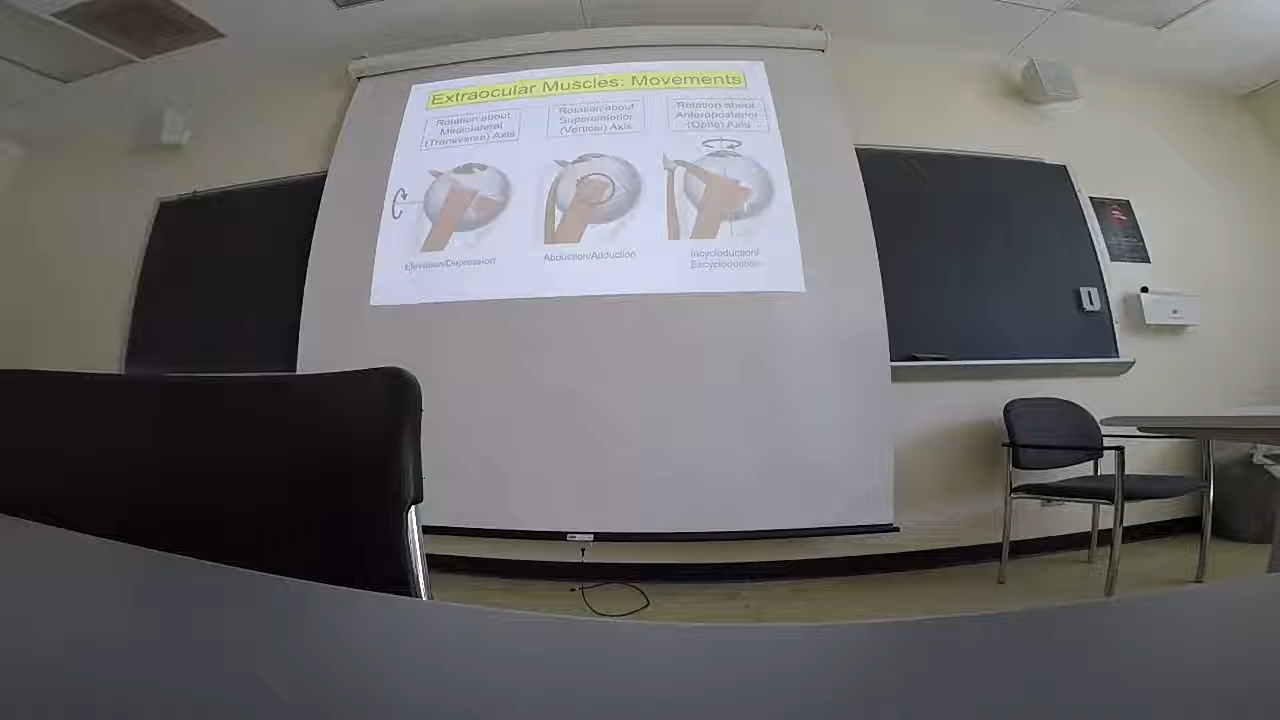 Extraocular Muscles: Movements
Rotation about
Mediolateral
(Transverse) Axis
Rotation about
Superoinferior
(Vertical) Axis
Rotation about
Anteroposterior
(Optic) Axis
Elevation/Depression
Abduction/Adduction
Incycloduction/
Excycloduction